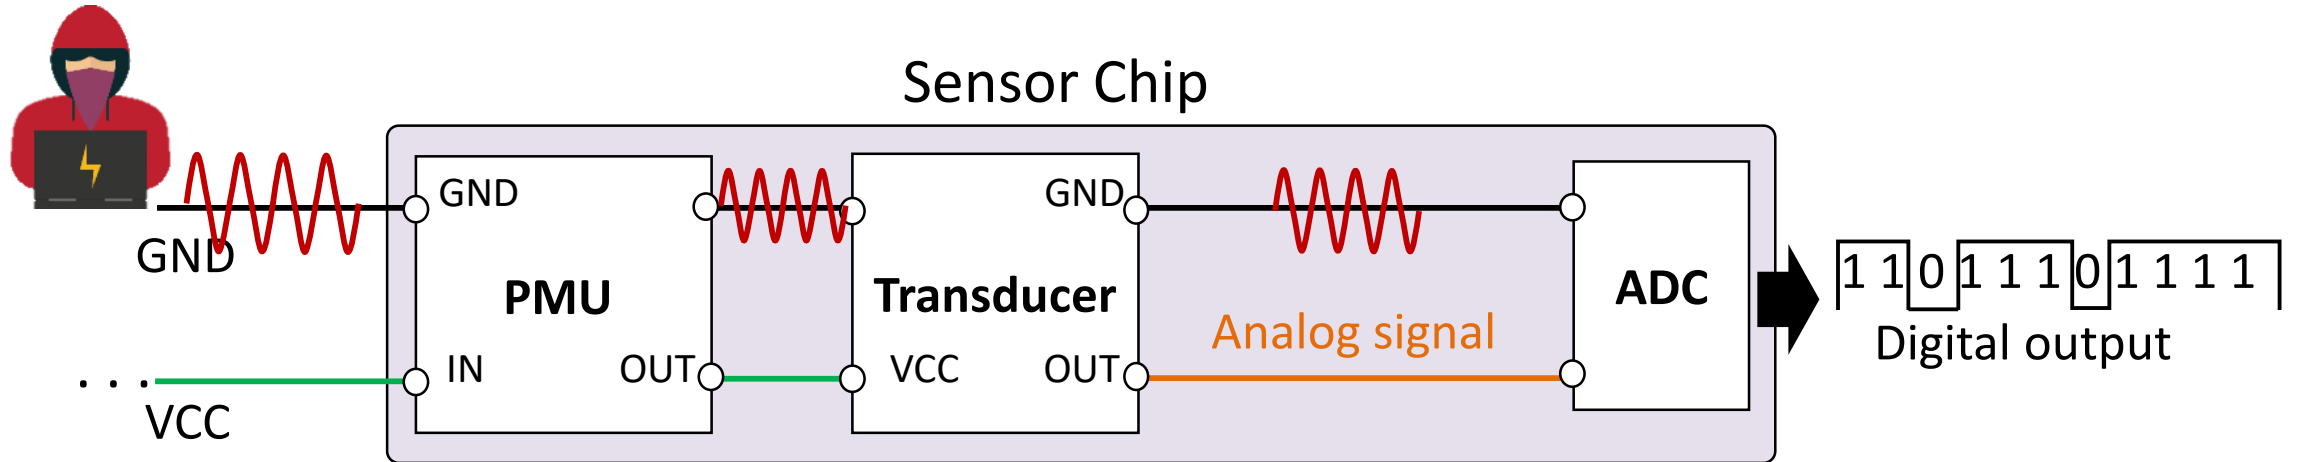 Sensor Chip
GND
GND
GND
PMU
Transducer
ADC
1 1 0 1 1 1 0 1 1 1 1
Analog signal
Digital output
IN
OUT
VCC
OUT
. . .
VCC